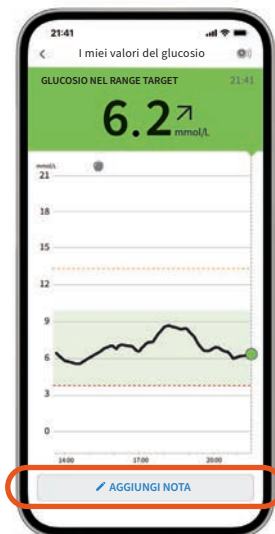 21:41
I miei valori del glucosio
GLUCOSIO NEL RANGE TARGET 21:41
6.2 mmol/L
mmol/L
21
18
15
12
9
6
3
0
14:00 17:00 20:00
AGGIUNGI NOTA